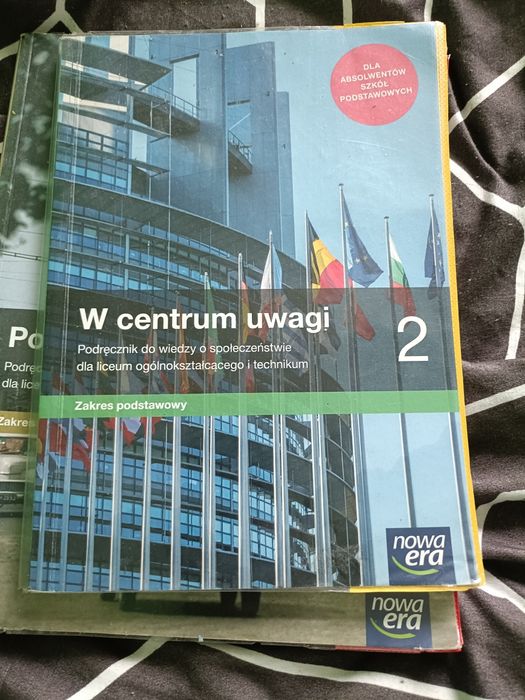 DLA
ABSOLWENTÓW
SZKÓŁ
PODSTAWOWYCH
W centrum uwagi
2
Podręcznik do wiedzy o społeczeństwie
dla liceum ogólnokształcącego i technikum
Zakres podstawowy
nowa
era
Po
Podręc
dla lice
Zakres
nowa
era